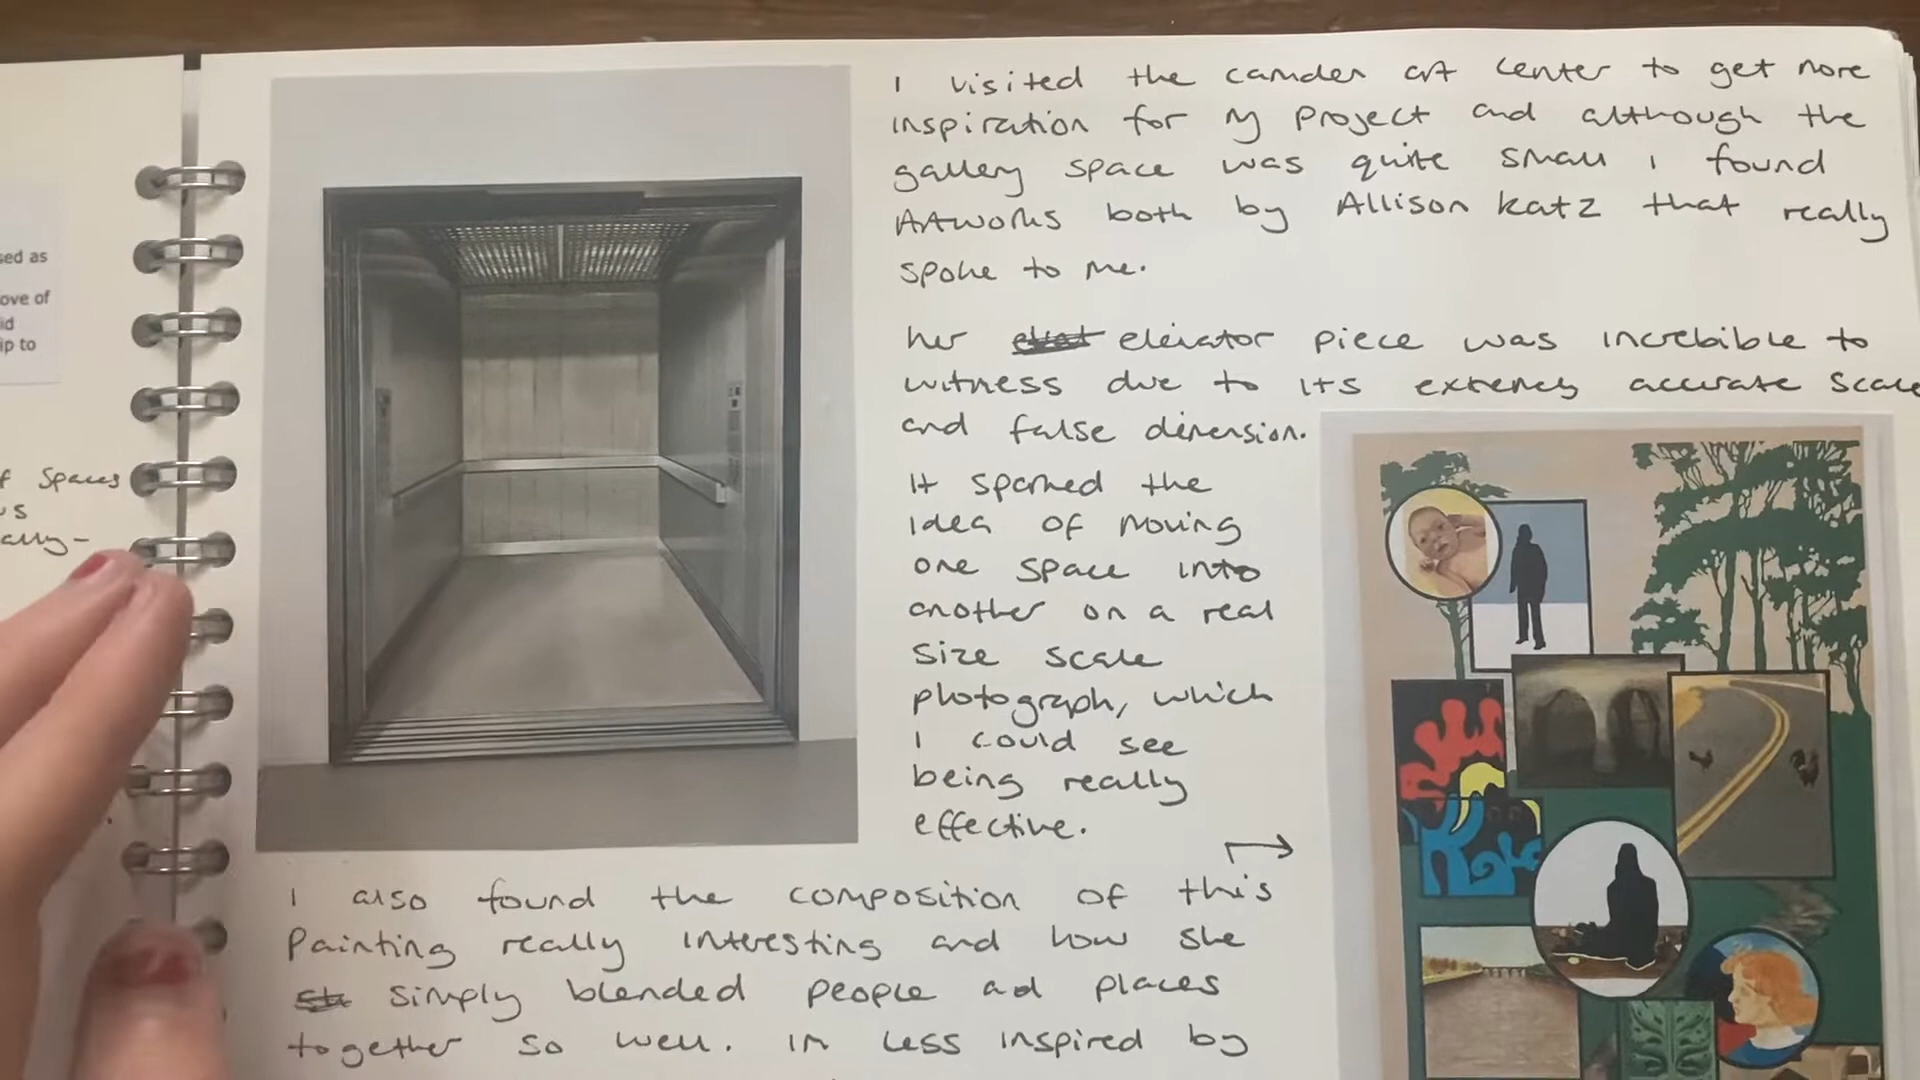 sed as
ove of
id
ip to
f spaces
us
ally-
I visited the camden art center to get more
inspiration for my project and although the
gallery space was quite small I found
Artworks both by Allison Katz that really
spoke to me.
her elevator piece was increbible to
witness due to its extremely accurate scale
and false dimension.
It sparked the
idea of moving
one space into
another on a real
size scale
photograph, which
I could see
being really
effective.
I also found the composition of this
Painting really interesting and how she
simply blended people ad places
together so well. im less inspired by